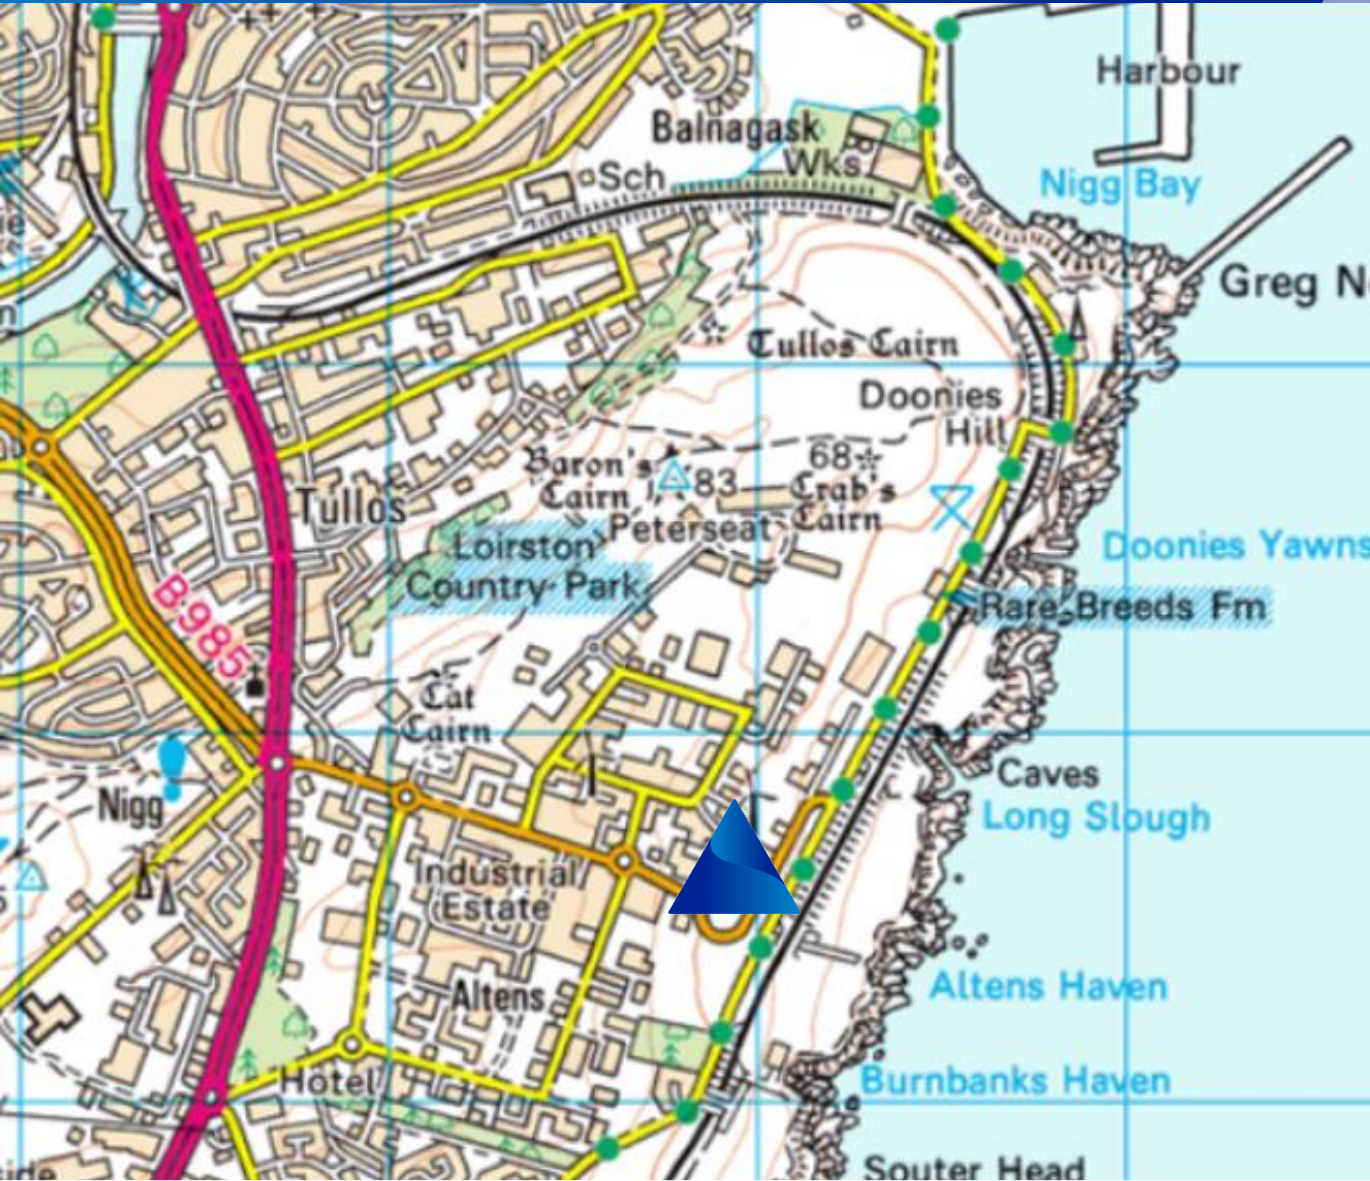 Harbour
Balnagask
Wks
Sch
Nigg Bay
Greg N
Tullos Cairn
Doonies
Hill
Baron's
Cairn
83
68
Crab's
Cairn
Tullos
Peterseat
Loirston
Country Park
Doonies Yawns
Rare Breeds Fm
B985
Cat
Cairn
Caves
Long Slough
Nigg
Industrial
Estate
Altens
Altens Haven
Hotel
Burnbanks Haven
Souter Head
side